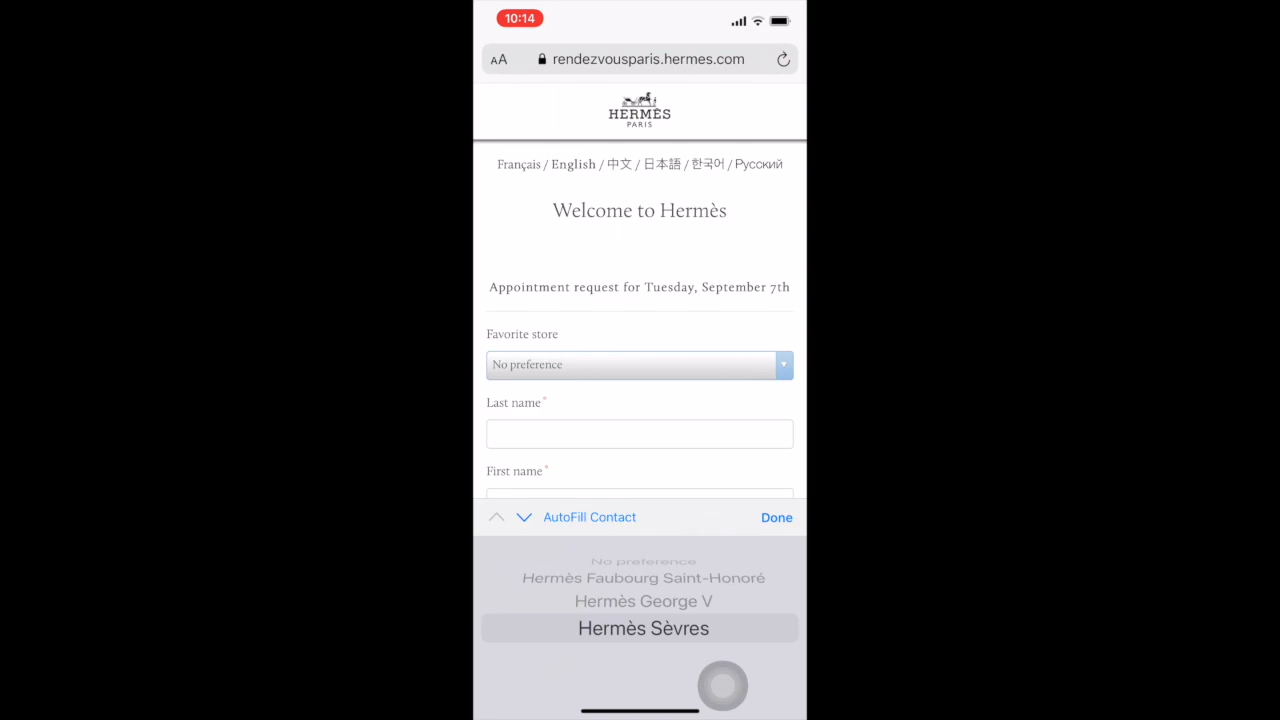 10:14
AA rendezvousparis.hermes.com
HERMÈS
PARIS
Français / English / 中文 / 日本語 / 한국어 / Русский
Welcome to Hermès
Appointment request for Tuesday, September 7th
Favorite store
No preference
Last name*
First name*
AutoFill Contact Done
No preference
Hermès Faubourg Saint-Honoré
Hermès George V
Hermès Sèvres